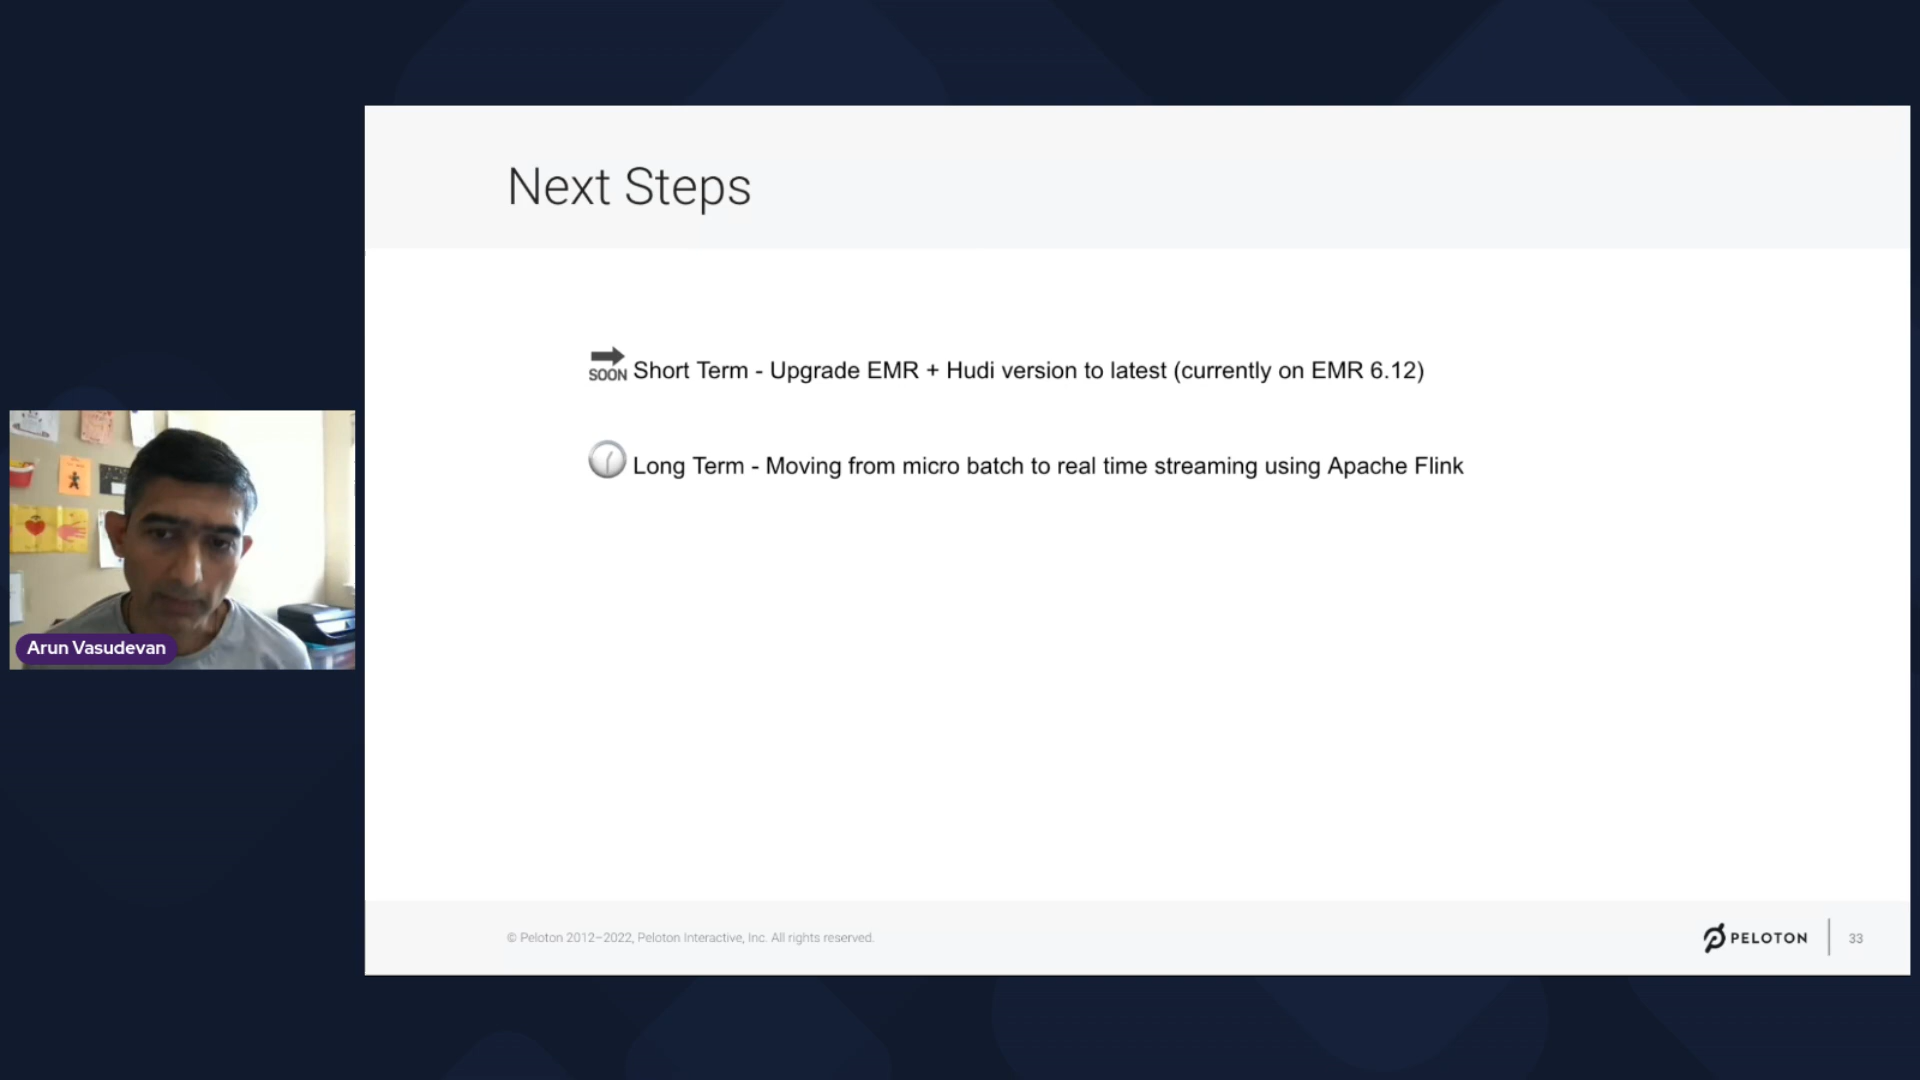 Next Steps
SOON Short Term - Upgrade EMR + Hudi version to latest (currently on EMR 6.12)
Long Term - Moving from micro batch to real time streaming using Apache Flink
Arun Vasudevan
© Peloton 2012–2022, Peloton Interactive, Inc. All rights reserved.
PELOTON 33